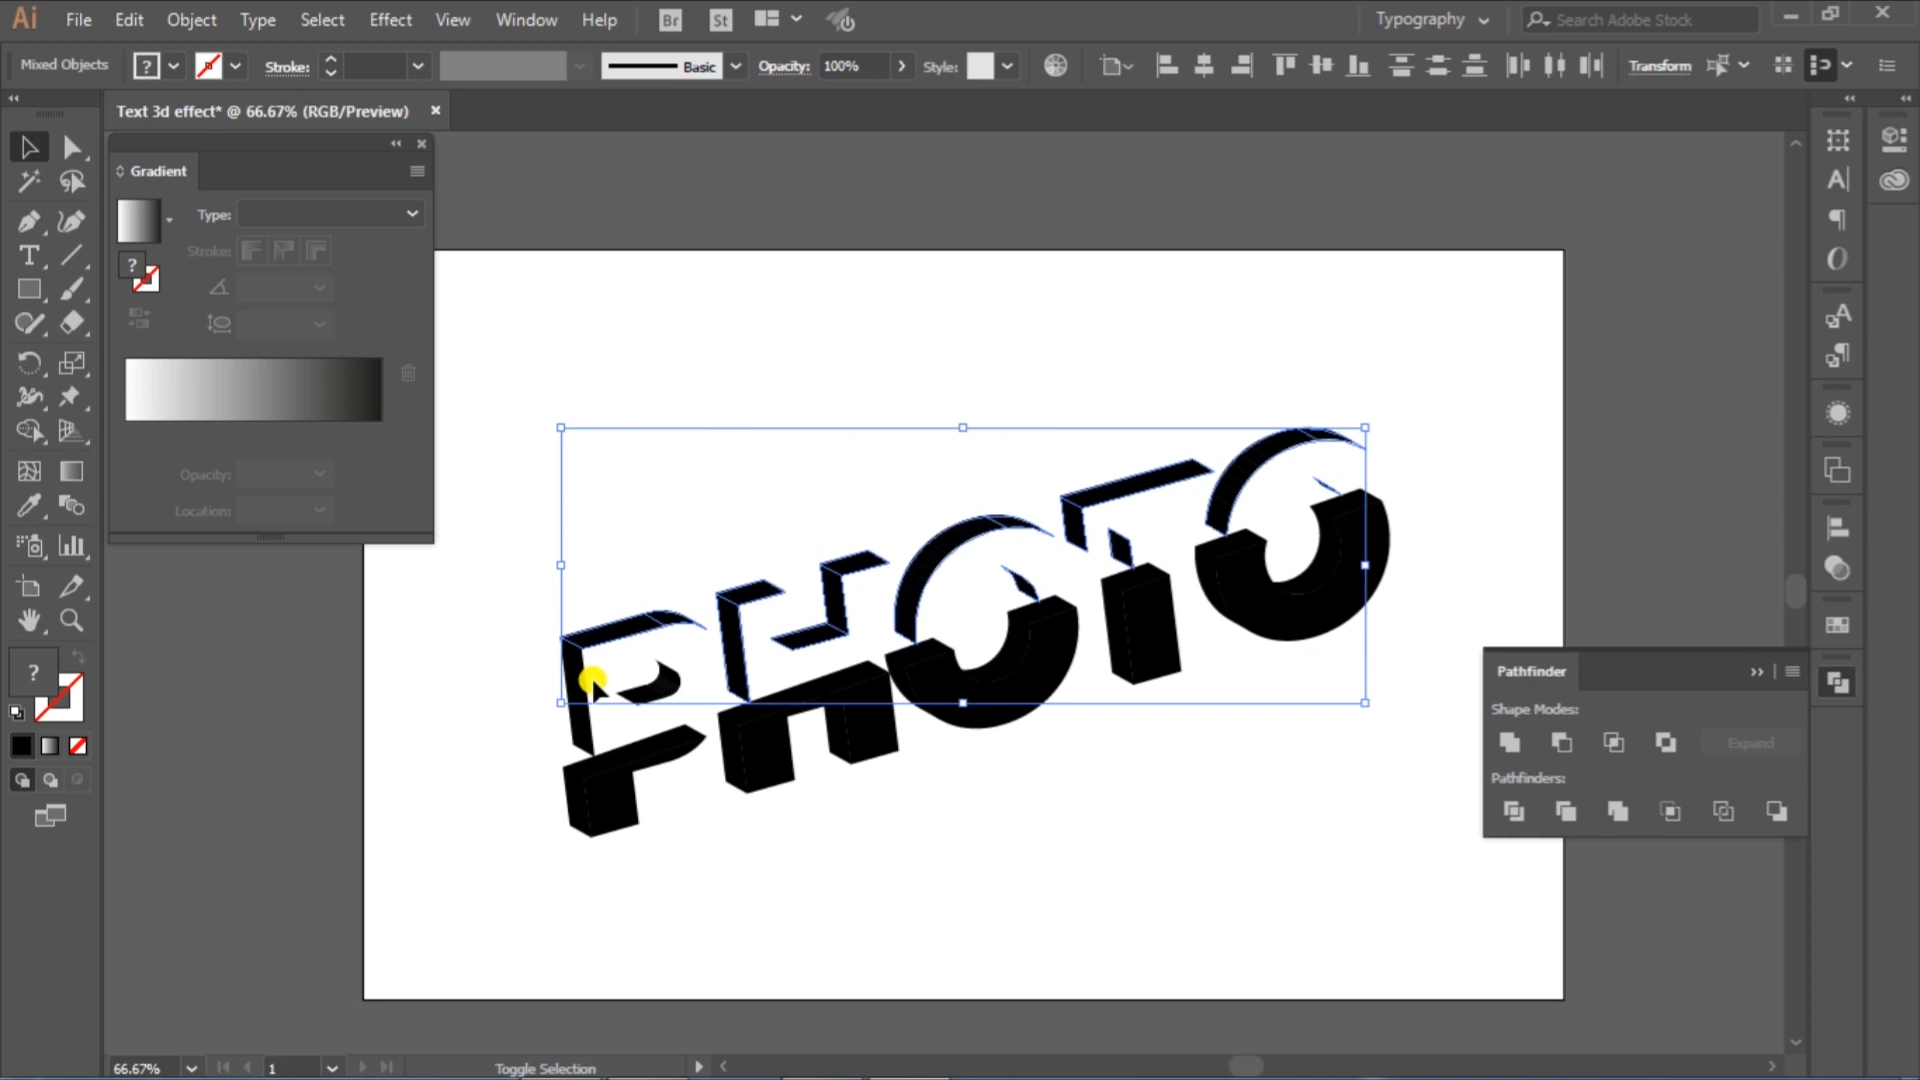 Ai File Edit Object Type Select Effect View Window Help Br St Typography Search Adobe Stock
Mixed Objects ? Stroke: Basic Opacity: 100% Style: Transform
Text 3d effect* @ 66.67% (RGB/Preview)
Gradient
Type:
Stroke:
?
Opacity:
Location:
PHOTO
?
Pathfinder
Shape Modes:
Expand
Pathfinders:
66.67% 1 Toggle Selection